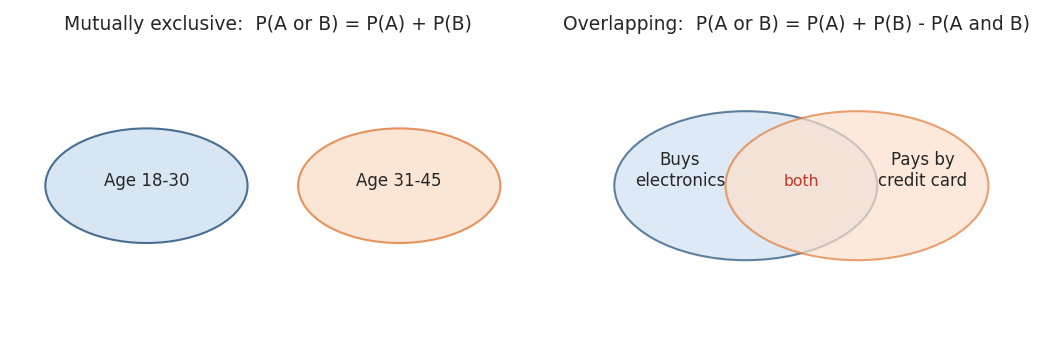 Mutually exclusive:  P(A or B) = P(A) + P(B)
Overlapping:  P(A or B) = P(A) + P(B) - P(A and B)
Age 18-30
Age 31-45
Buys
electronics
both
Pays by
credit card